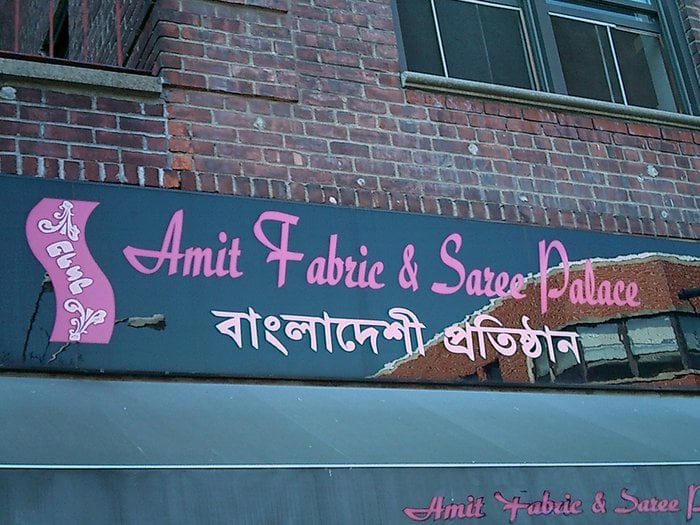 Amit Fabric & Saree Palace
বাংলাদেশী প্রতিষ্ঠান
Amit Fabric & Saree